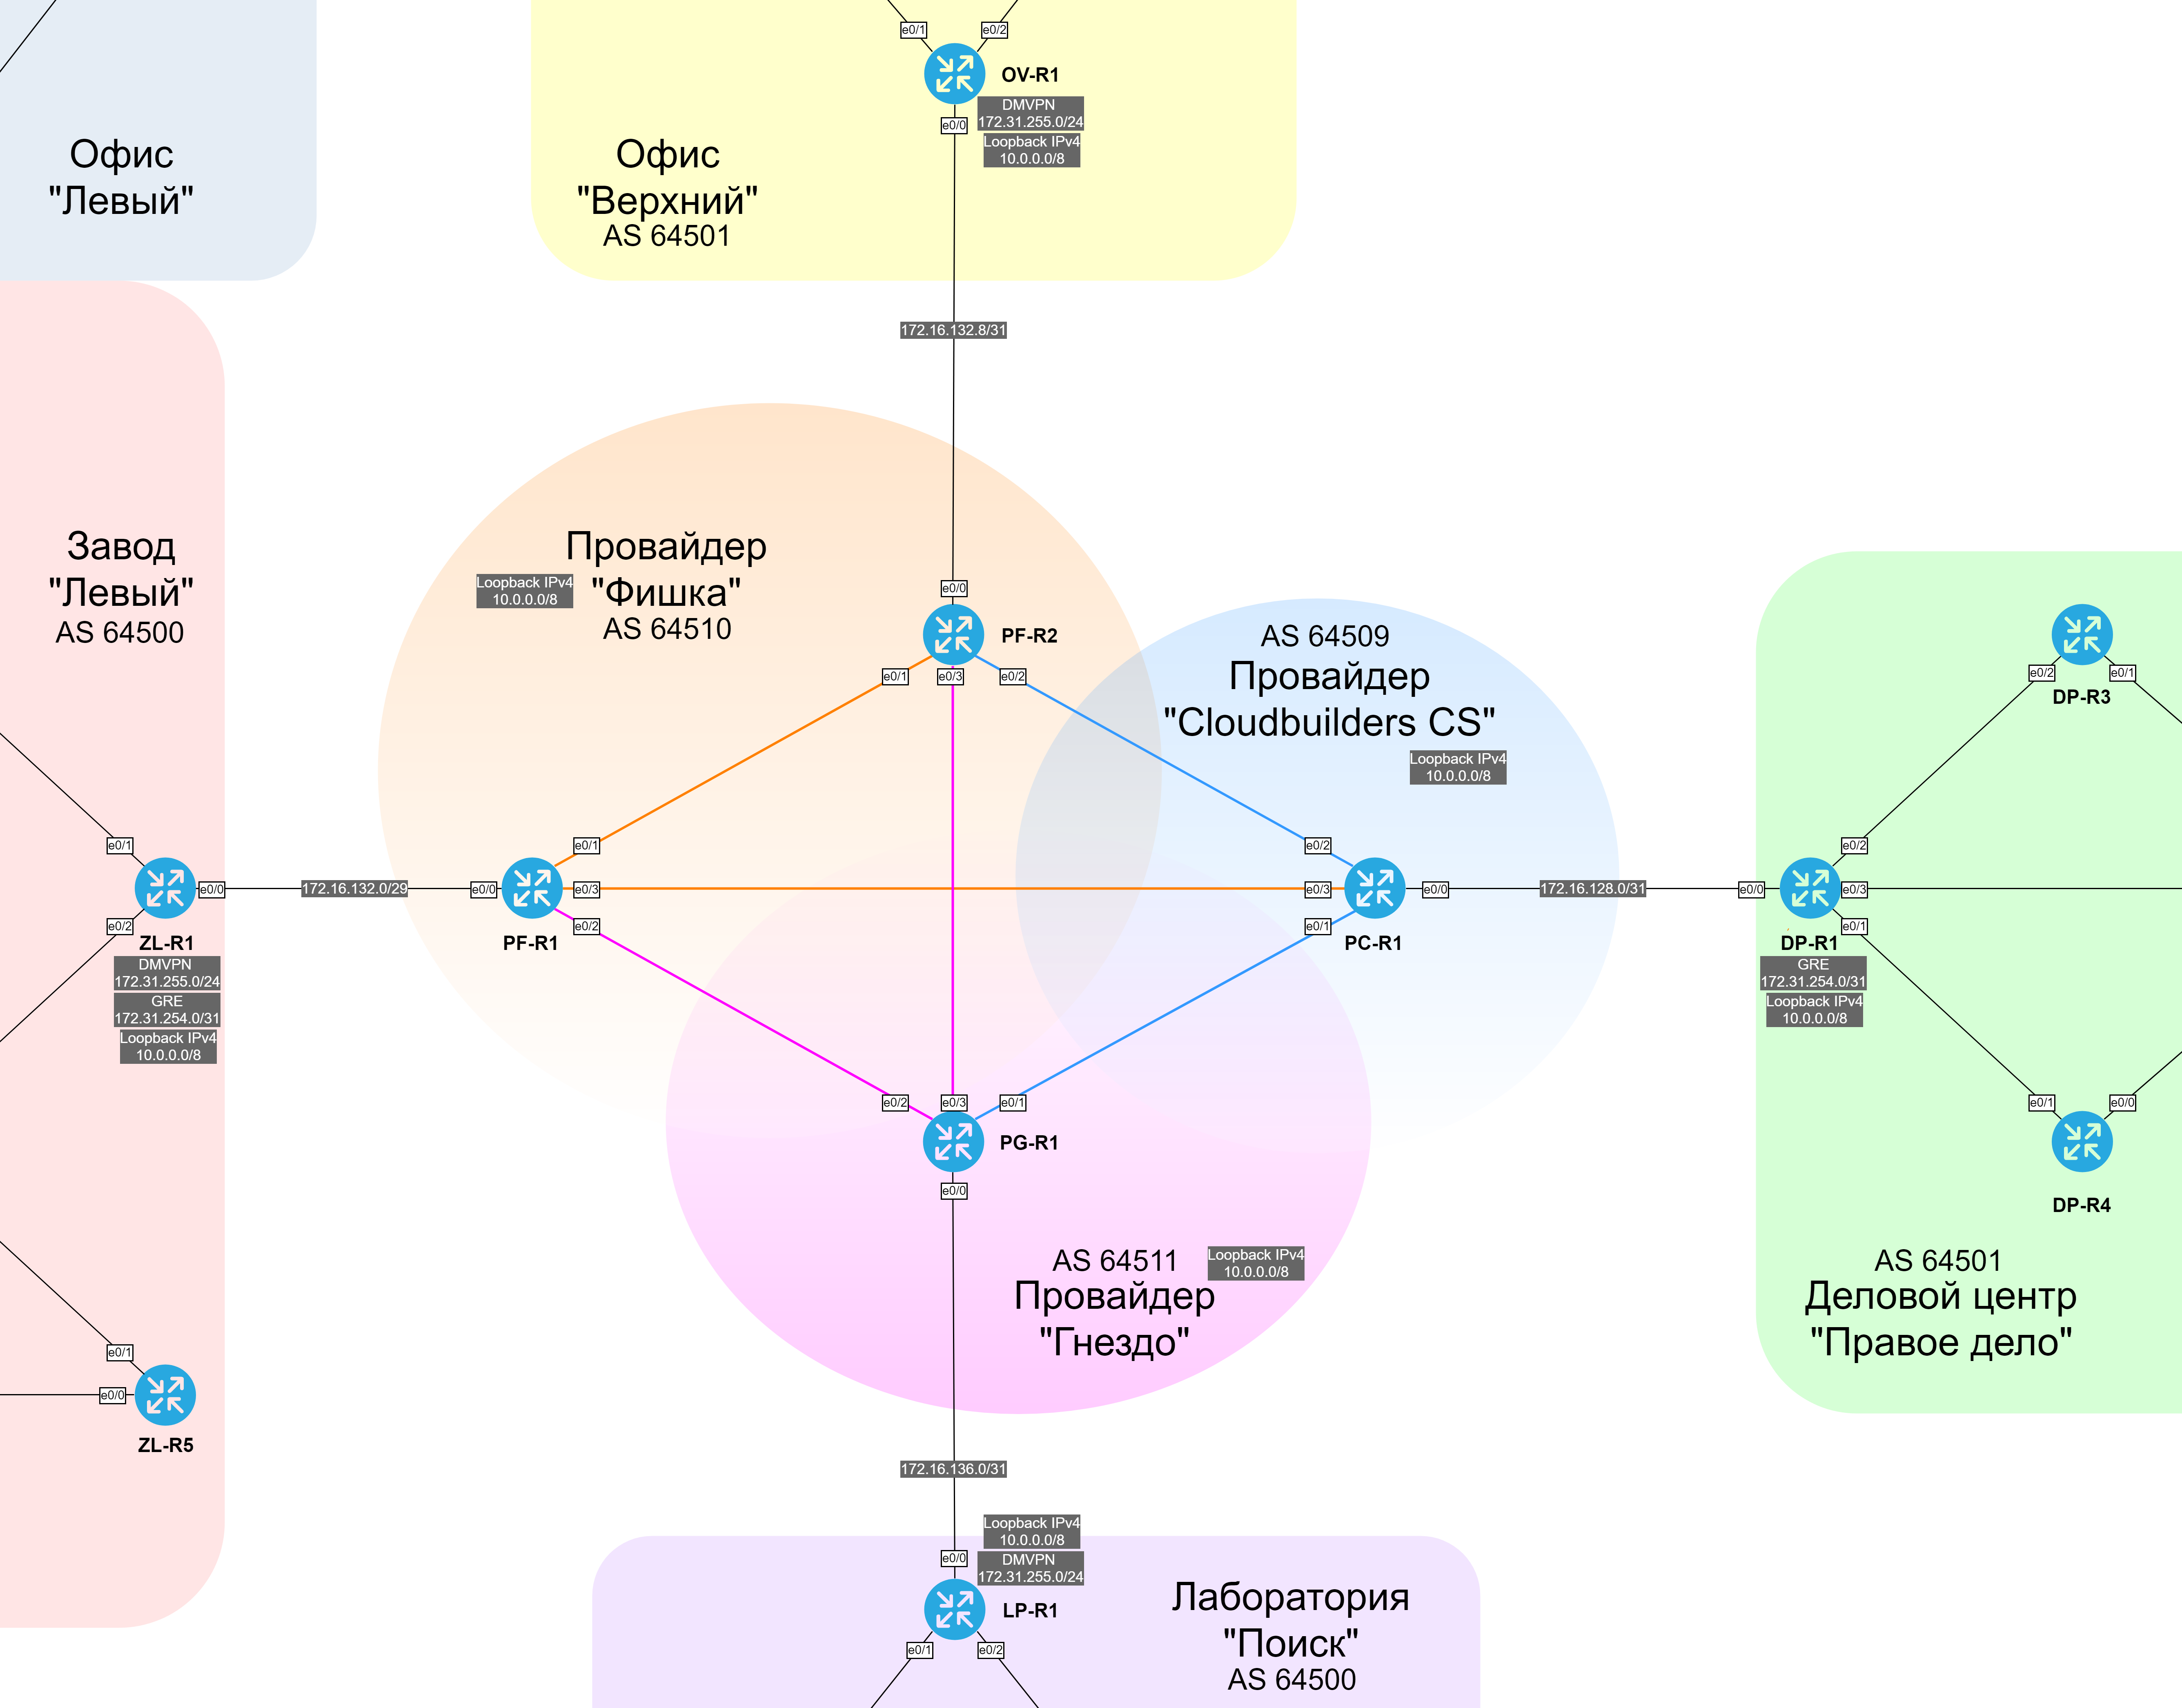 e0/1
e0/2
OV-R1
DMVPN
172.31.255.0/24
e0/0
Loopback IPv4
10.0.0.0/8
Офис
"Левый"
Офис
"Верхний"
AS 64501
172.16.132.8/31
Завод
"Левый"
AS 64500
Провайдер
"Фишка"
AS 64510
Loopback IPv4
10.0.0.0/8
e0/0
PF-R2
e0/1
e0/3
e0/2
AS 64509
Провайдер
"Cloudbuilders CS"
Loopback IPv4
10.0.0.0/8
e0/2
e0/1
DP-R3
e0/1
e0/0
e0/2
ZL-R1
DMVPN
172.31.255.0/24
GRE
172.31.254.0/31
Loopback IPv4
10.0.0.0/8
172.16.132.0/29
e0/0
e0/1
e0/3
e0/2
PF-R1
e0/2
e0/3
e0/1
e0/0
PC-R1
172.16.128.0/31
e0/0
e0/2
e0/3
e0/1
DP-R1
GRE
172.31.254.0/31
Loopback IPv4
10.0.0.0/8
e0/2
e0/3
e0/1
PG-R1
e0/0
e0/1
e0/0
DP-R4
AS 64511
Провайдер
"Гнездо"
Loopback IPv4
10.0.0.0/8
AS 64501
Деловой центр
"Правое дело"
e0/1
e0/0
ZL-R5
172.16.136.0/31
Loopback IPv4
10.0.0.0/8
e0/0
DMVPN
172.31.255.0/24
LP-R1
e0/1
e0/2
Лаборатория
"Поиск"
AS 64500